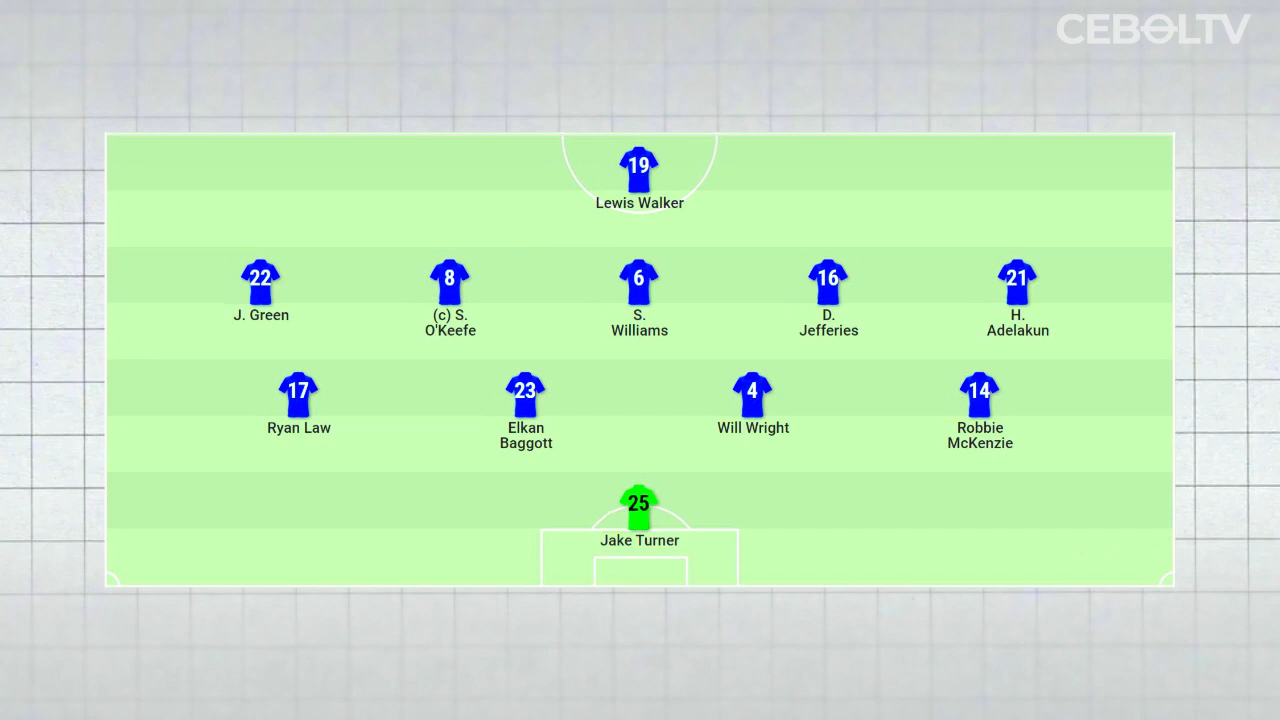 CEBOLTV
19
Lewis Walker
22
8
6
16
21
J. Green
(c) S.
O'Keefe
S.
Williams
D.
Jefferies
H.
Adelakun
17
23
4
14
Ryan Law
Elkan
Baggott
Will Wright
Robbie
McKenzie
25
Jake Turner